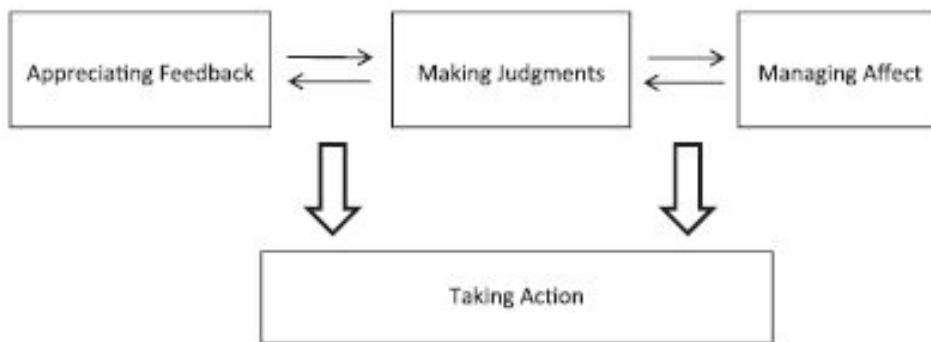 Appreciating Feedback
Making Judgments
Managing Affect
Taking Action